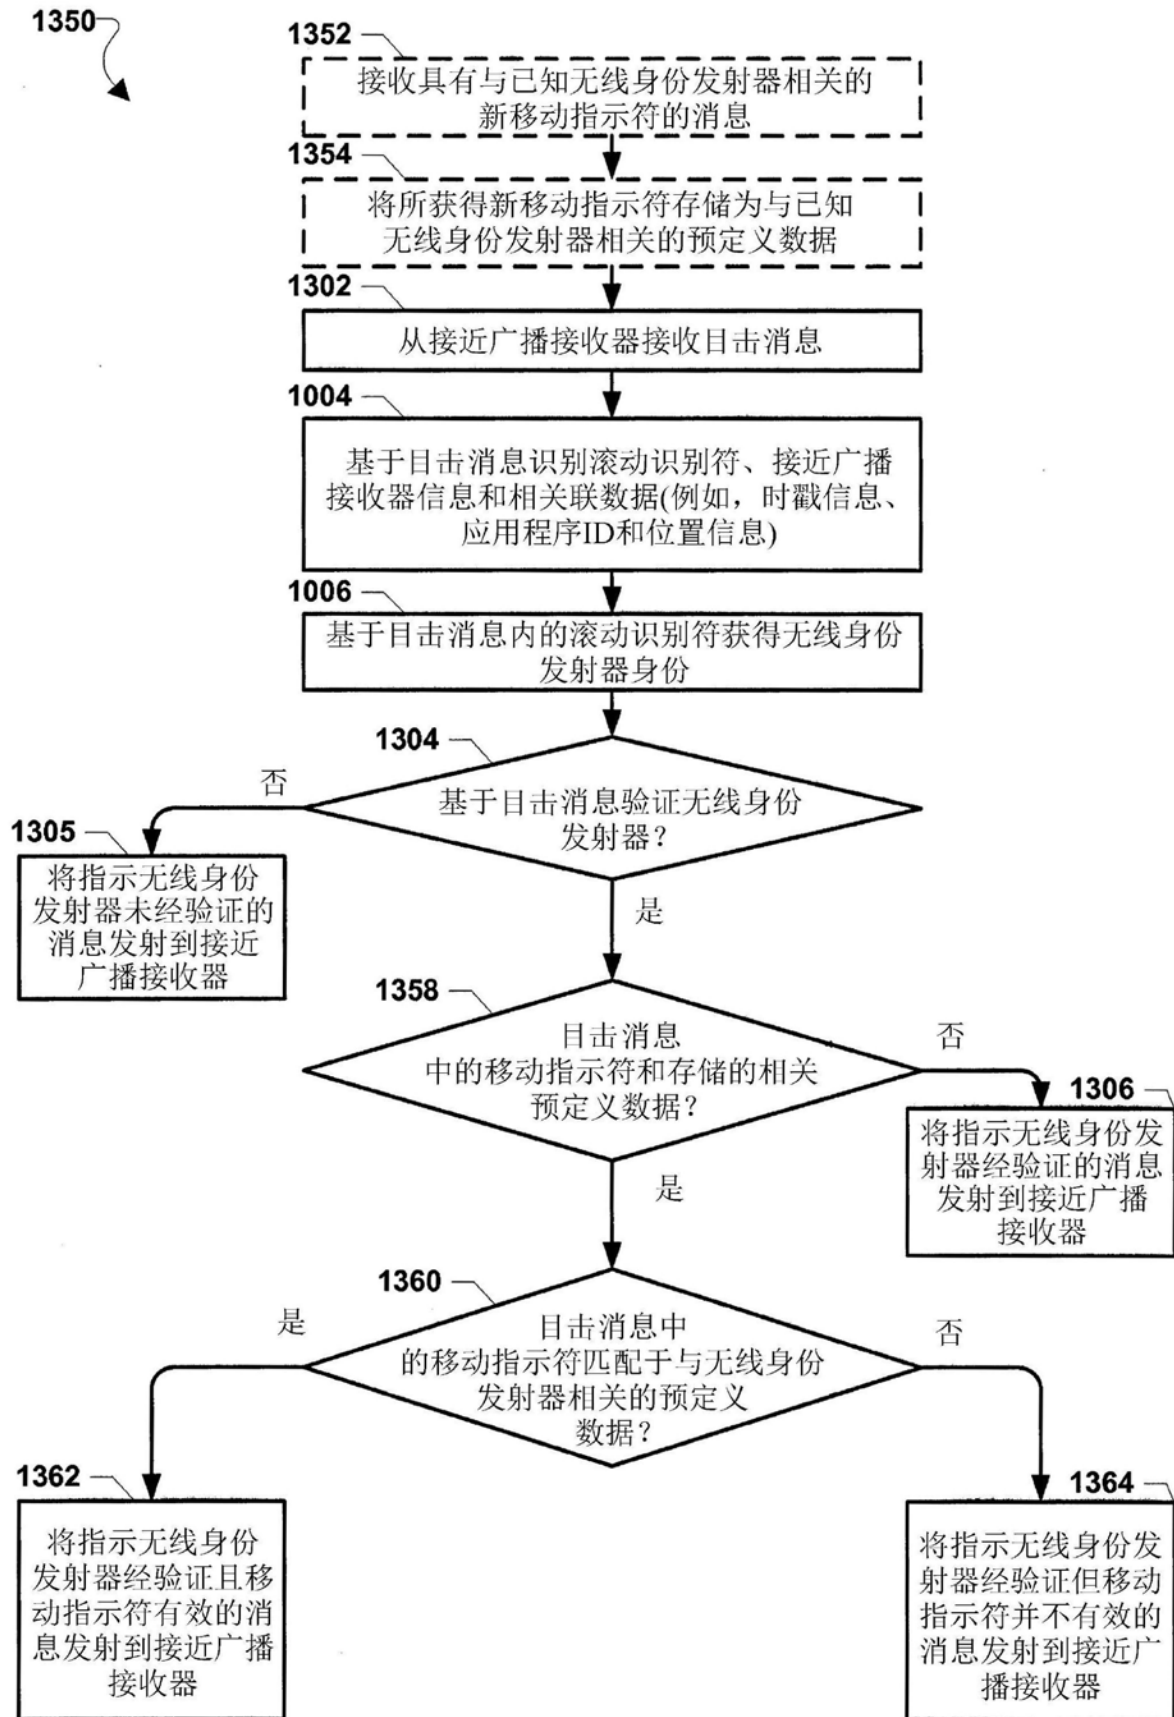 1350
1352
接收具有与已知无线身份发射器相关的
新移动指示符的消息
1354
将所获得新移动指示符存储为与已知
无线身份发射器相关的预定义数据
1302
从接近广播接收器接收目击消息
1004
基于目击消息识别滚动识别符、接近广播
接收器信息和相关联数据(例如，时戳信息、
应用程序ID和位置信息)
1006
基于目击消息内的滚动识别符获得无线身份
发射器身份
1304
否
基于目击消息验证无线身份
发射器？
1305
将指示无线身份
发射器未经验证的
消息发射到接近
广播接收器
是
1358
目击消息
中的移动指示符和存储的相关
预定义数据？
否
1306
将指示无线身份发
射器经验证的消息
发射到接近广播
接收器
是
1360
是
目击消息中
的移动指示符匹配于与无线身份
发射器相关的预定义
数据？
否
1362
将指示无线身份
发射器经验证且移
动指示符有效的消
息发射到接近广播
接收器
1364
将指示无线身份发
射器经验证但移动
指示符并不有效的
消息发射到接近广
播接收器